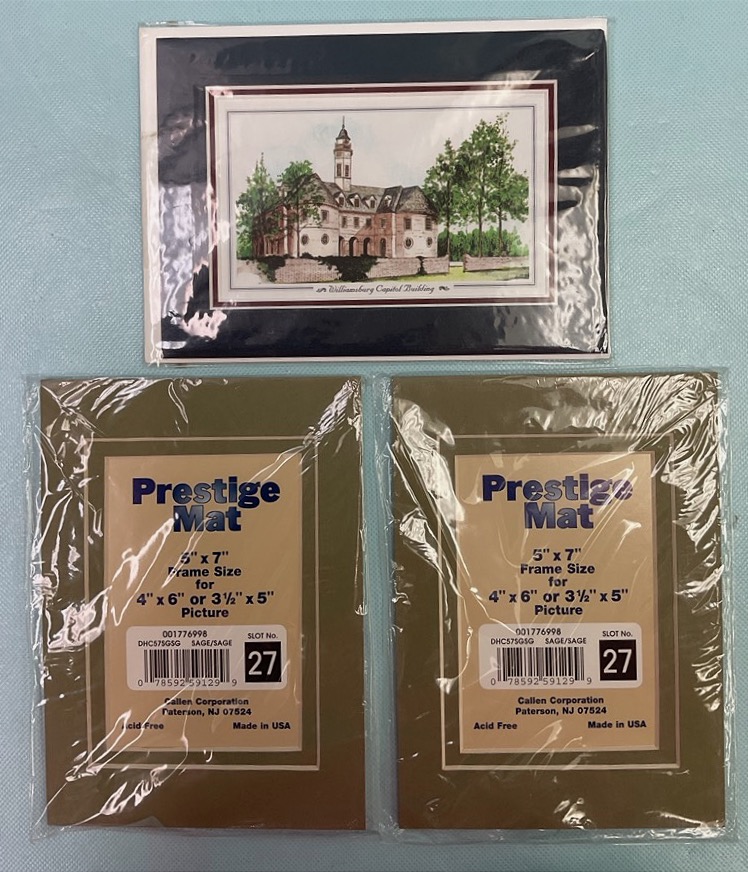 Williamsburg Capitol Building
Prestige
Mat
5" x 7"
Frame Size
for
4" x 6" or 3½" x 5"
Picture
001776998
DHC57SGSG SAGE/SAGE
SLOT No.
27
0 78592 59129 9
Callen Corporation
Paterson, NJ 07524
Acid Free Made in USA
Prestige
Mat
5" x 7"
Frame Size
for
4" x 6" or 3½" x 5"
Picture
001776998
DHC57SGSG SAGE/SAGE
SLOT No.
27
0 78592 59129 9
Callen Corporation
Paterson, NJ 07524
Acid Free Made in USA